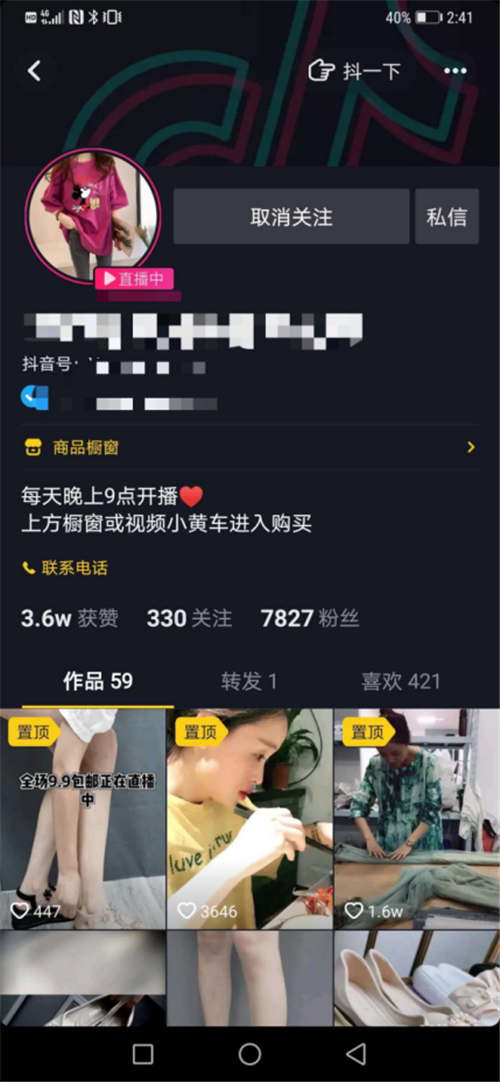 HD 4G 40% 2:41
抖一下
取消关注 私信
直播中
抖音号:
商品橱窗
每天晚上9点开播❤️
上方橱窗或视频小黄车进入购买
联系电话
3.6w 获赞 330 关注 7827 粉丝
作品 59 转发 1 喜欢 421
置顶 置顶 置顶
全场9.9包邮正在直播
中
447 3646 1.6w